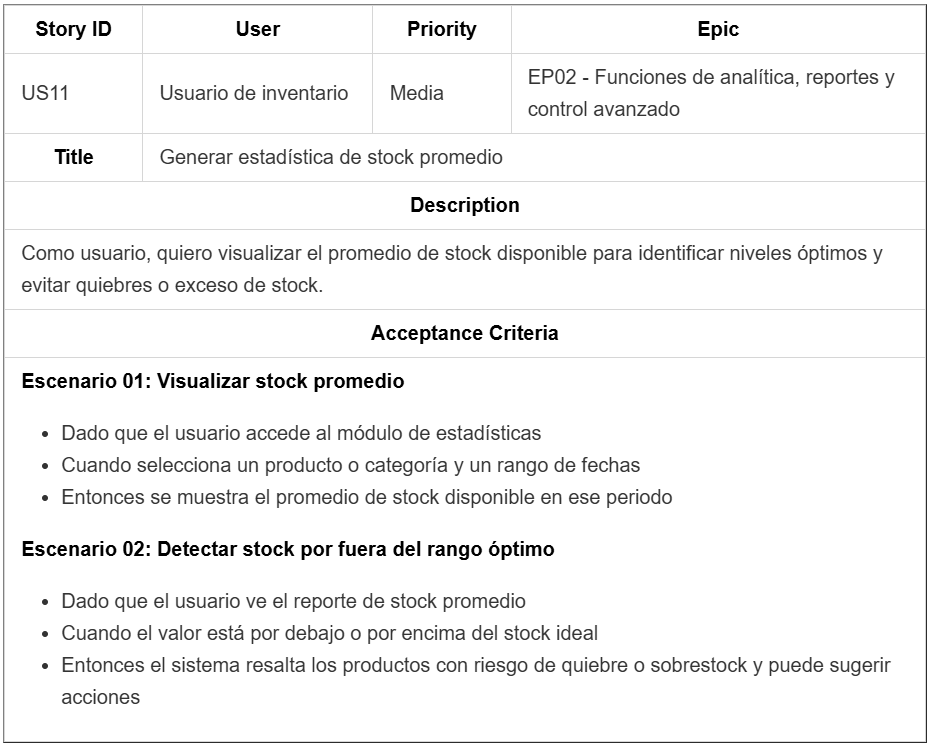 Story ID User Priority Epic
US11 Usuario de inventario Media EP02 - Funciones de analítica, reportes y
control avanzado
Title Generar estadística de stock promedio
Description
Como usuario, quiero visualizar el promedio de stock disponible para identificar niveles óptimos y
evitar quiebres o exceso de stock.
Acceptance Criteria
Escenario 01: Visualizar stock promedio
• Dado que el usuario accede al módulo de estadísticas
• Cuando selecciona un producto o categoría y un rango de fechas
• Entonces se muestra el promedio de stock disponible en ese periodo
Escenario 02: Detectar stock por fuera del rango óptimo
• Dado que el usuario ve el reporte de stock promedio
• Cuando el valor está por debajo o por encima del stock ideal
• Entonces el sistema resalta los productos con riesgo de quiebre o sobrestock y puede sugerir
acciones